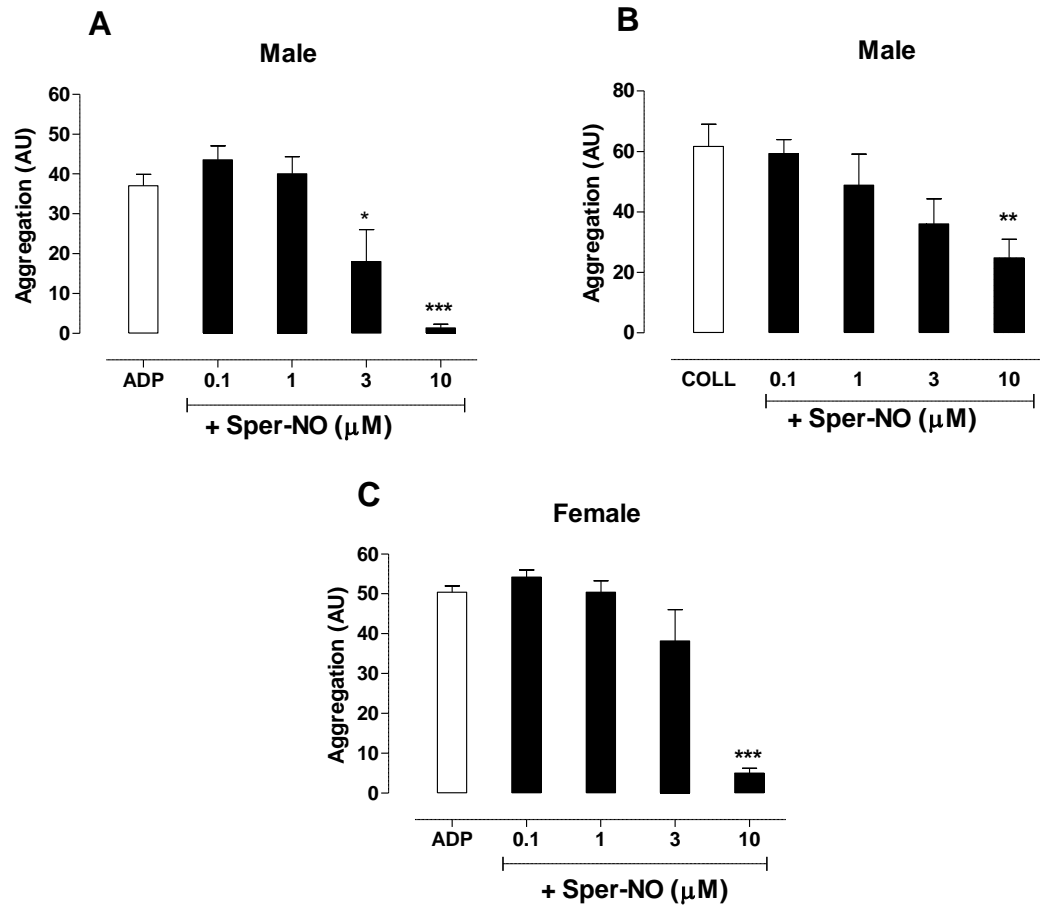 A
Male
Aggregation (AU)
60
50
40
30
20
10
0
*
***
ADP 0.1 1 3 10
+ Sper-NO (μM)
B
Male
Aggregation (AU)
80
60
40
20
0
**
COLL 0.1 1 3 10
+ Sper-NO (μM)
C
Female
Aggregation (AU)
60
50
40
30
20
10
0
***
ADP 0.1 1 3 10
+ Sper-NO (μM)